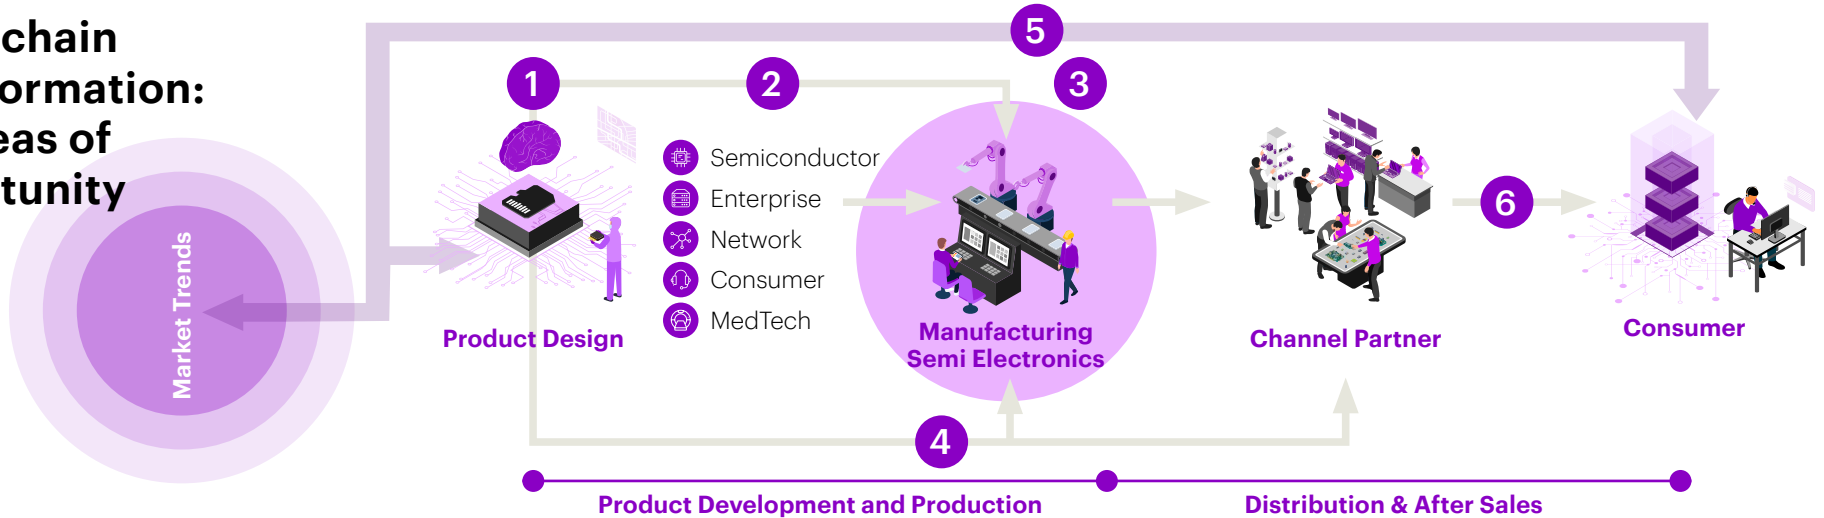 chain
ormation:
eas of
tunity
Market Trends
1
2
3
4
5
6
Product Design
Semiconductor
Enterprise
Network
Consumer
MedTech
Manufacturing
Semi Electronics
Channel Partner
Consumer
Product Development and Production
Distribution & After Sales